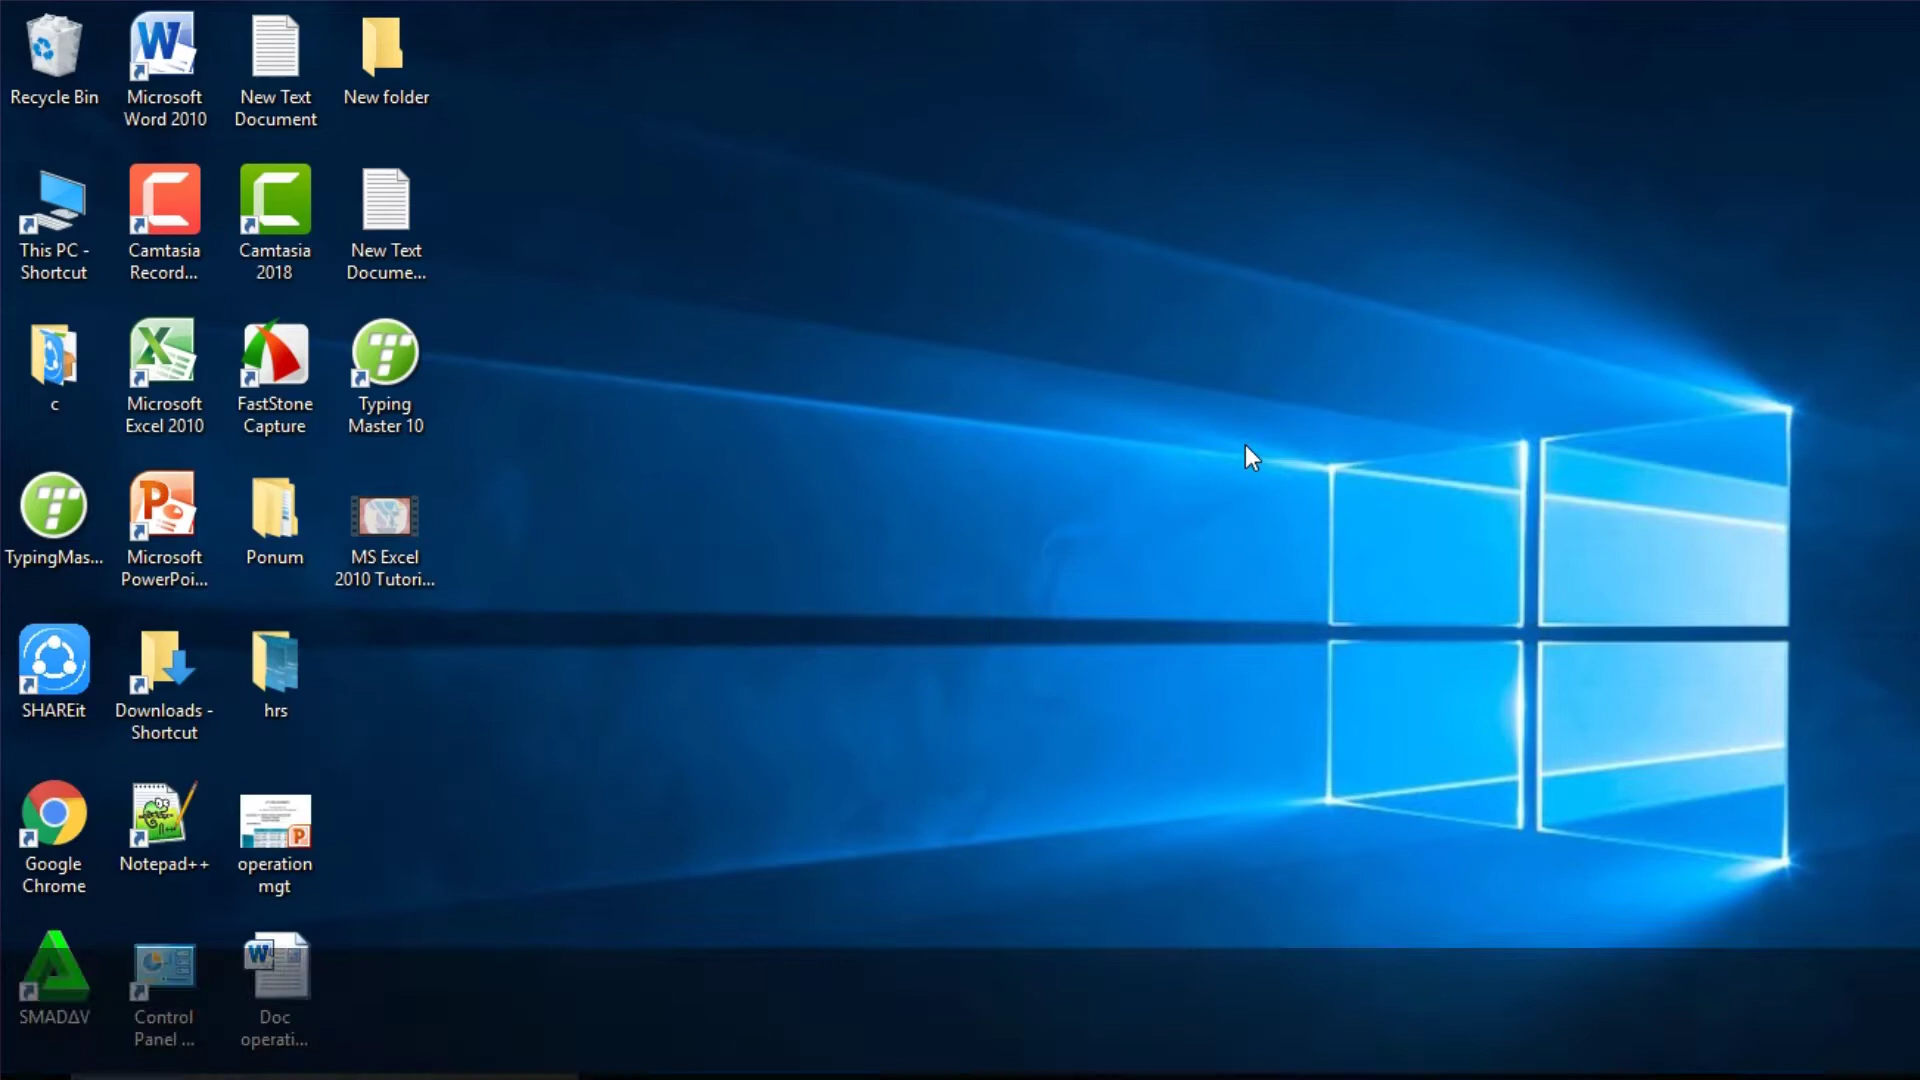 Recycle Bin
Microsoft
Word 2010
New Text
Document
New folder
This PC -
Shortcut
Camtasia
Record...
Camtasia
2018
New Text
Docume...
c
Microsoft
Excel 2010
FastStone
Capture
Typing
Master 10
TypingMas...
Microsoft
PowerPoi...
Ponum
MS Excel
2010 Tutori...
SHAREit
Downloads -
Shortcut
hrs
Google
Chrome
Notepad++
operation
mgt
SMADΔV
Control
Panel ...
Doc
operati...